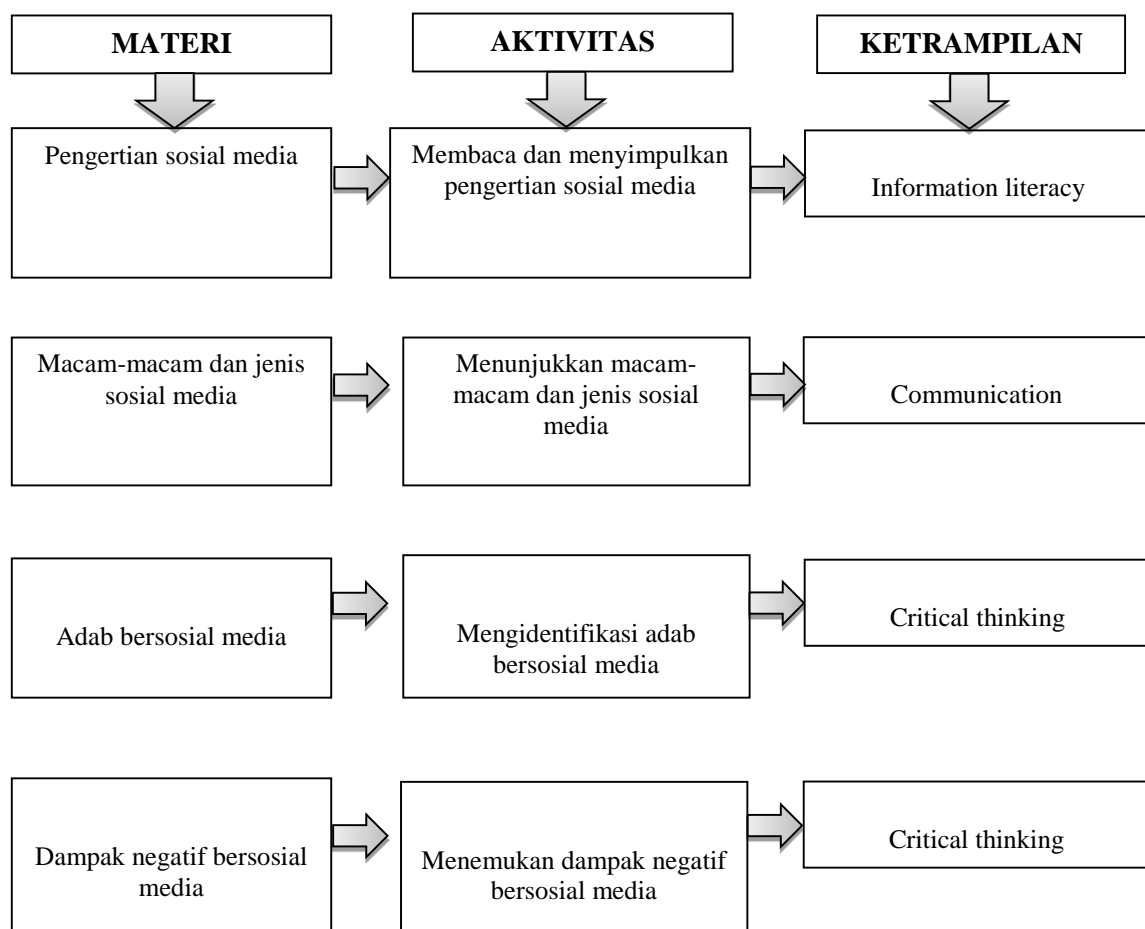 MATERI
AKTIVITAS
KETRAMPILAN
Pengertian sosial media
Membaca dan menyimpulkan
pengertian sosial media
Information literacy
Macam-macam dan jenis
sosial media
Menunjukkan macam-
macam dan jenis sosial
media
Communication
Adab bersosial media
Mengidentifikasi adab
bersosial media
Critical thinking
Dampak negatif bersosial
media
Menemukan dampak negatif
bersosial media
Critical thinking